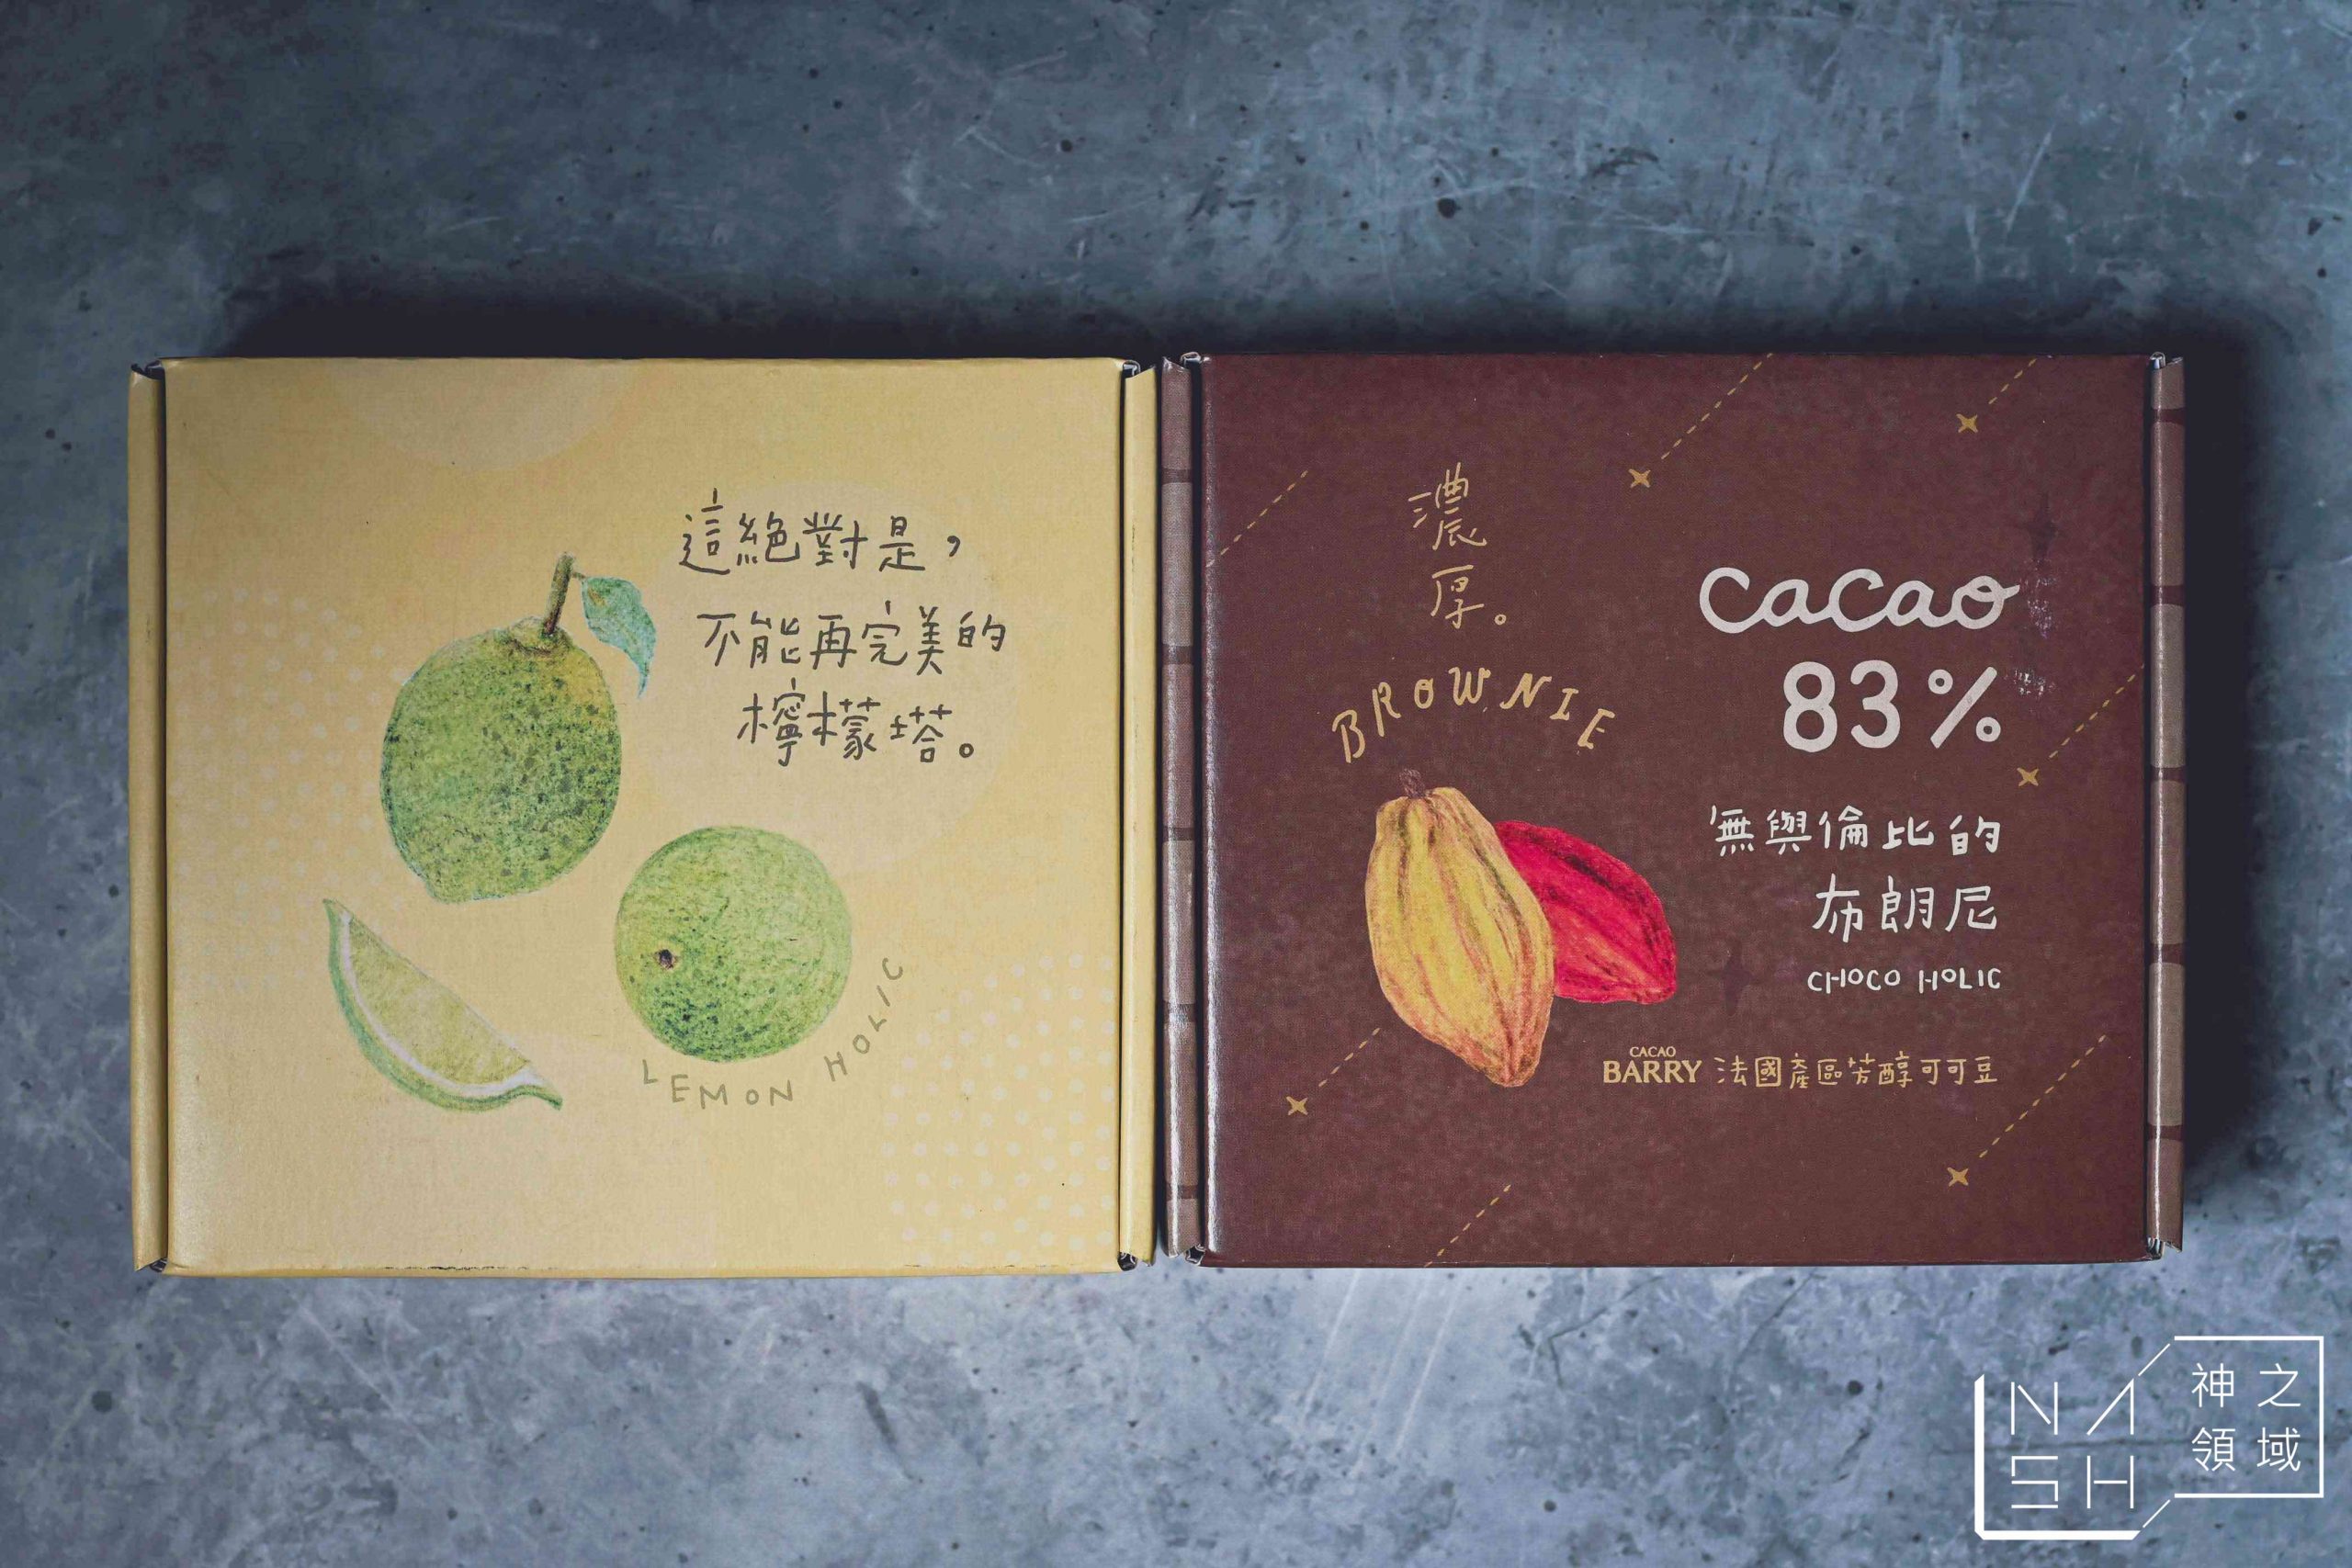 這絕對是，
不能再完美的
檸檬塔。
LEMON HOLIC
濃厚。
BROWNIE
cacao
83%
無與倫比的
布朗尼
CHOCO HOLIC
CACAO
BARRY 法國產區芳醇可可豆
NASH
神之
領域